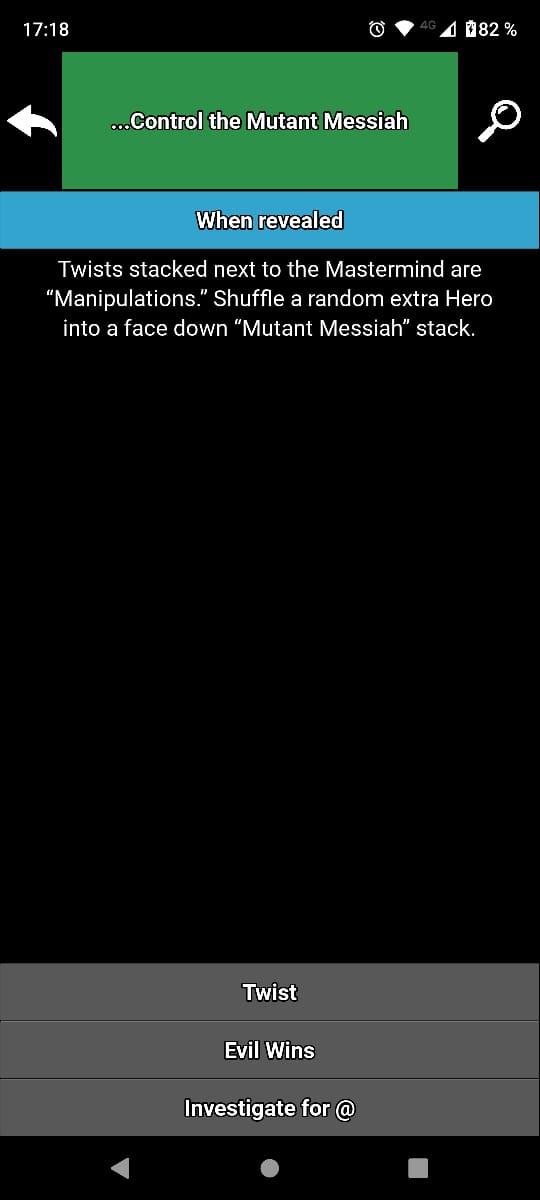 17:18
4G
82 %
...Control the Mutant Messiah
When revealed
Twists stacked next to the Mastermind are
“Manipulations.” Shuffle a random extra Hero
into a face down “Mutant Messiah” stack.
Twist
Evil Wins
Investigate for @